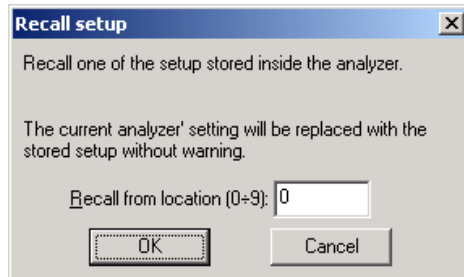 Recall setup
Recall one of the setup stored inside the analyzer.
The current analyzer' setting will be replaced with the
stored setup without warning.
Recall from location (0÷9): 0
OK Cancel